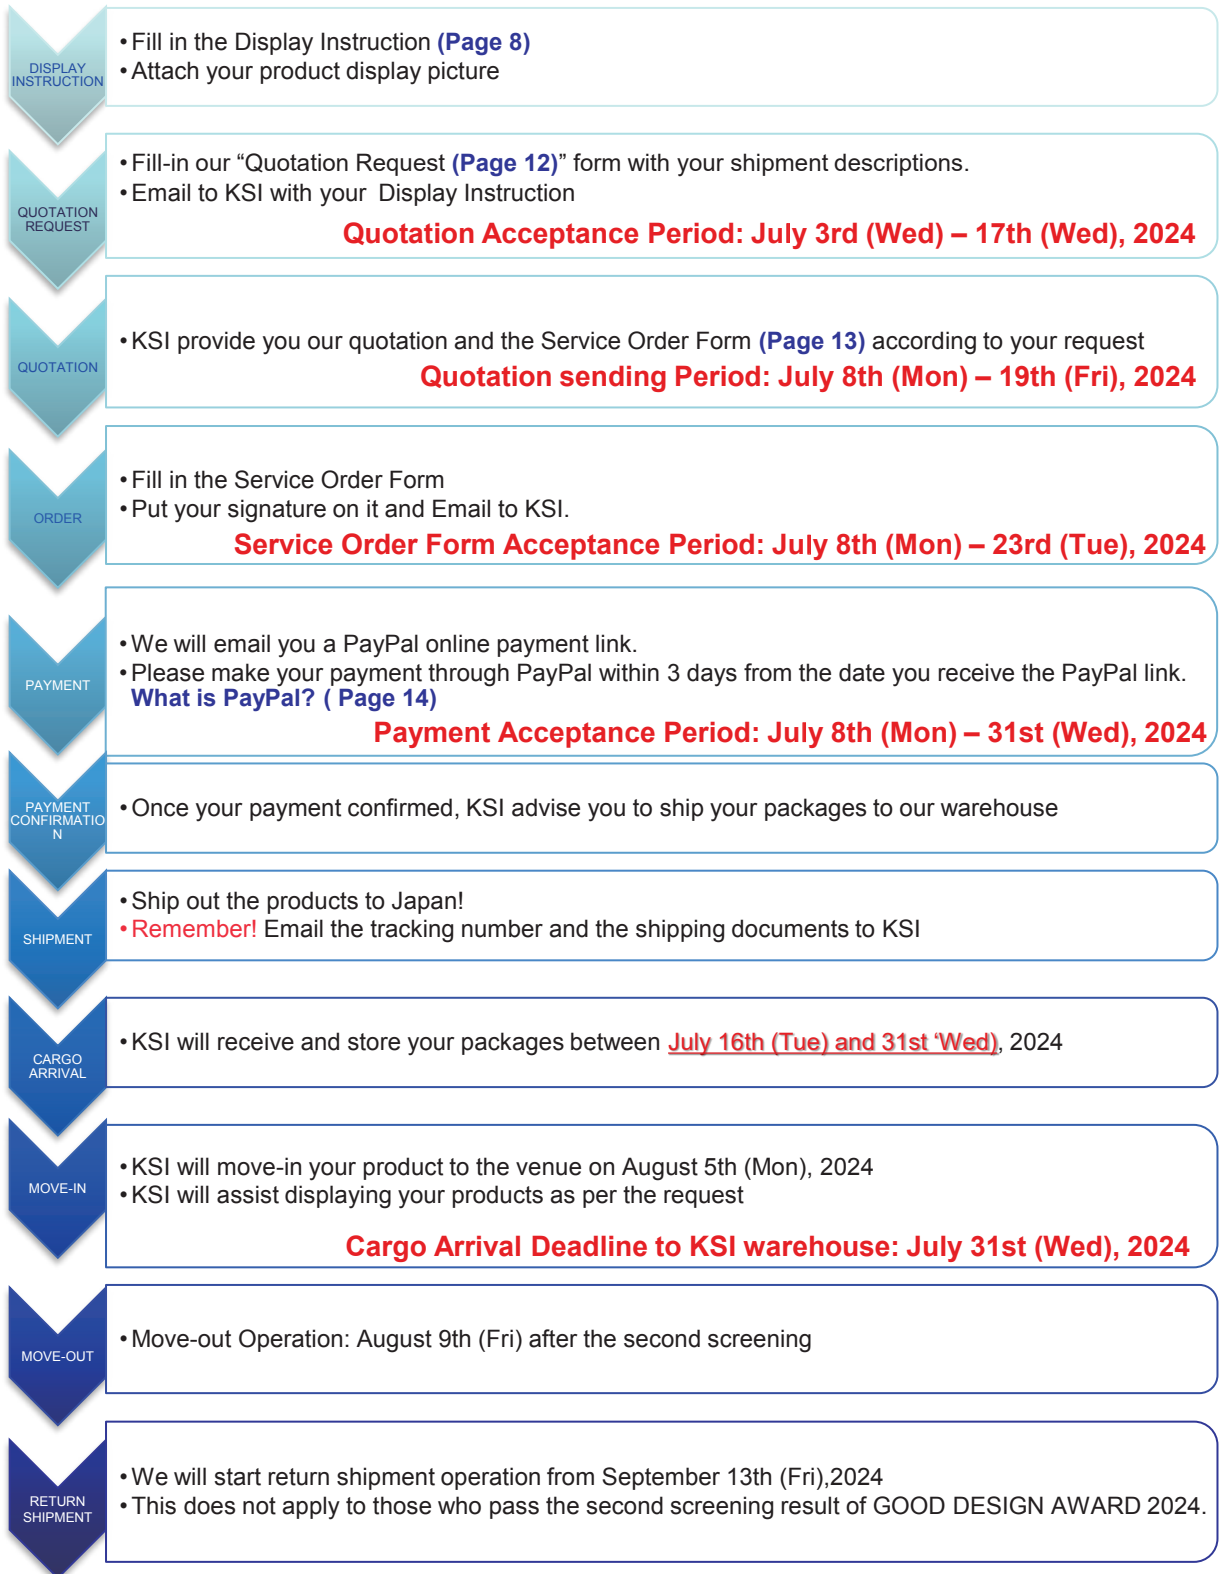 DISPLAY
INSTRUCTION
• Fill in the Display Instruction (Page 8)
• Attach your product display picture
QUOTATION
REQUEST
• Fill-in our “Quotation Request (Page 12)” form with your shipment descriptions.
• Email to KSI with your Display Instruction
Quotation Acceptance Period: July 3rd (Wed) – 17th (Wed), 2024
QUOTATION
• KSI provide you our quotation and the Service Order Form (Page 13) according to your request
Quotation sending Period: July 8th (Mon) – 19th (Fri), 2024
ORDER
• Fill in the Service Order Form
• Put your signature on it and Email to KSI.
Service Order Form Acceptance Period: July 8th (Mon) – 23rd (Tue), 2024
PAYMENT
• We will email you a PayPal online payment link.
• Please make your payment through PayPal within 3 days from the date you receive the PayPal link.
What is PayPal? ( Page 14)
Payment Acceptance Period: July 8th (Mon) – 31st (Wed), 2024
PAYMENT
CONFIRMATIO
N
• Once your payment confirmed, KSI advise you to ship your packages to our warehouse
SHIPMENT
• Ship out the products to Japan!
• Remember! Email the tracking number and the shipping documents to KSI
CARGO
ARRIVAL
• KSI will receive and store your packages between July 16th (Tue) and 31st ‘Wed), 2024
MOVE-IN
• KSI will move-in your product to the venue on August 5th (Mon), 2024
• KSI will assist displaying your products as per the request
Cargo Arrival Deadline to KSI warehouse: July 31st (Wed), 2024
MOVE-OUT
• Move-out Operation: August 9th (Fri) after the second screening
RETURN
SHIPMENT
• We will start return shipment operation from September 13th (Fri),2024
• This does not apply to those who pass the second screening result of GOOD DESIGN AWARD 2024.